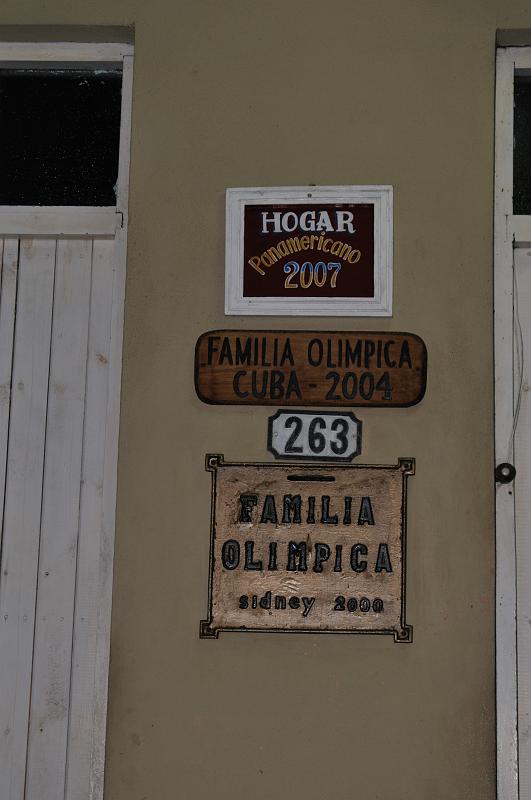 HOGAR
Panamericano
2007
FAMILIA OLIMPICA
CUBA - 2004
263
FAMILIA
OLIMPICA
sidney 2000